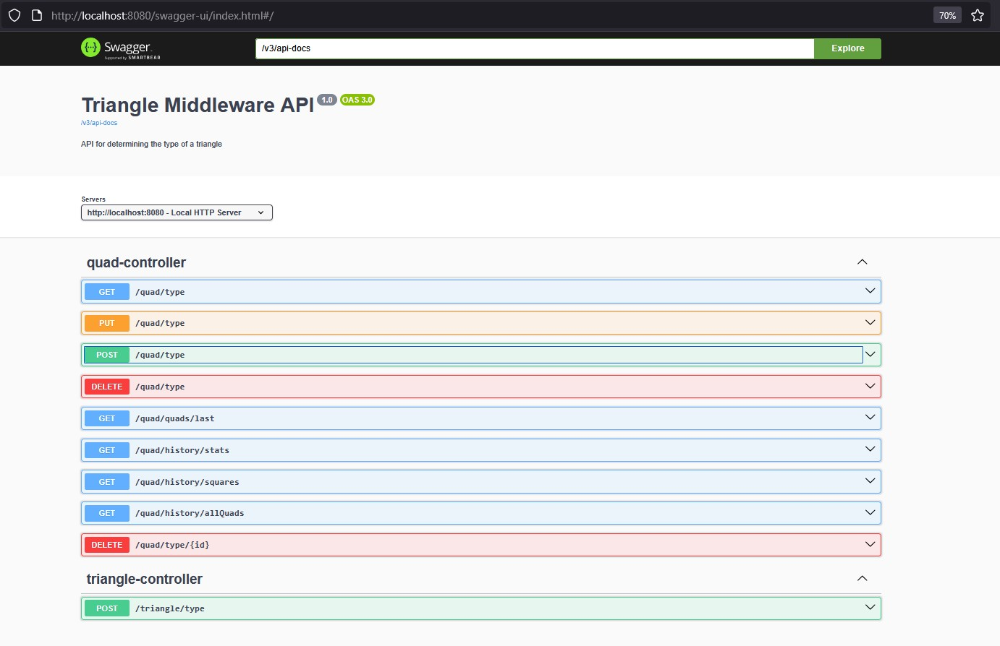 http://localhost:8080/swagger-ui/index.html#/
70%
Swagger.
Supported by SMARTBEAR
/v3/api-docs
Explore
Triangle Middleware API 1.0 OAS 3.0
/v3/api-docs
API for determining the type of a triangle
Servers
http://localhost:8080 - Local HTTP Server
quad-controller
GET /quad/type
PUT /quad/type
POST /quad/type
DELETE /quad/type
GET /quad/quads/last
GET /quad/history/stats
GET /quad/history/squares
GET /quad/history/allQuads
DELETE /quad/type/{id}
triangle-controller
POST /triangle/type